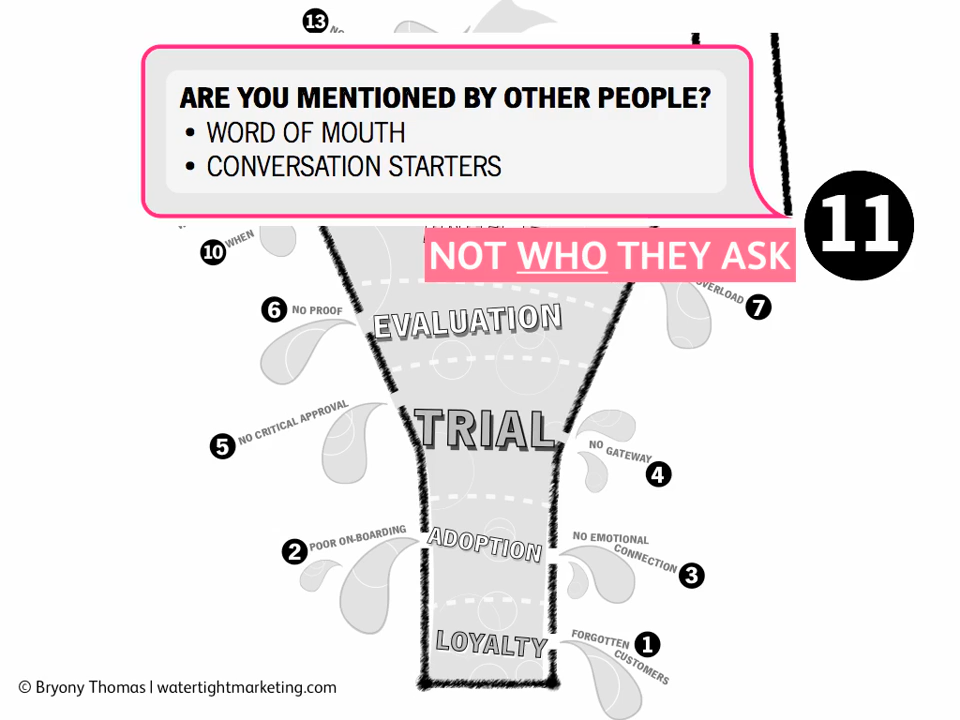 13
ARE YOU MENTIONED BY OTHER PEOPLE?
• WORD OF MOUTH
• CONVERSATION STARTERS
11
NOT WHO THEY ASK
10 WHEN
OVERLOAD 7
6 NO PROOF
EVALUATION
5 NO CRITICAL APPROVAL
TRIAL
NO
GATEWAY 4
2 POOR ON-BOARDING
ADOPTION
NO EMOTIONAL
CONNECTION 3
LOYALTY
FORGOTTEN 1
CUSTOMERS
© Bryony Thomas | watertightmarketing.com